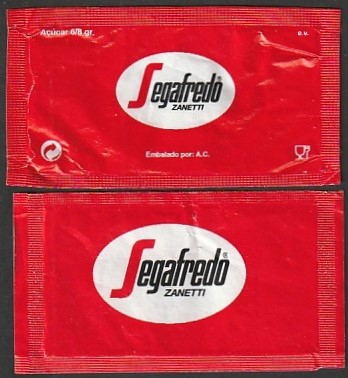 Açúcar 6/8 gr.
e.v.
Segafredo®
ZANETTI
Embalado por: A.C.
Segafredo®
ZANETTI